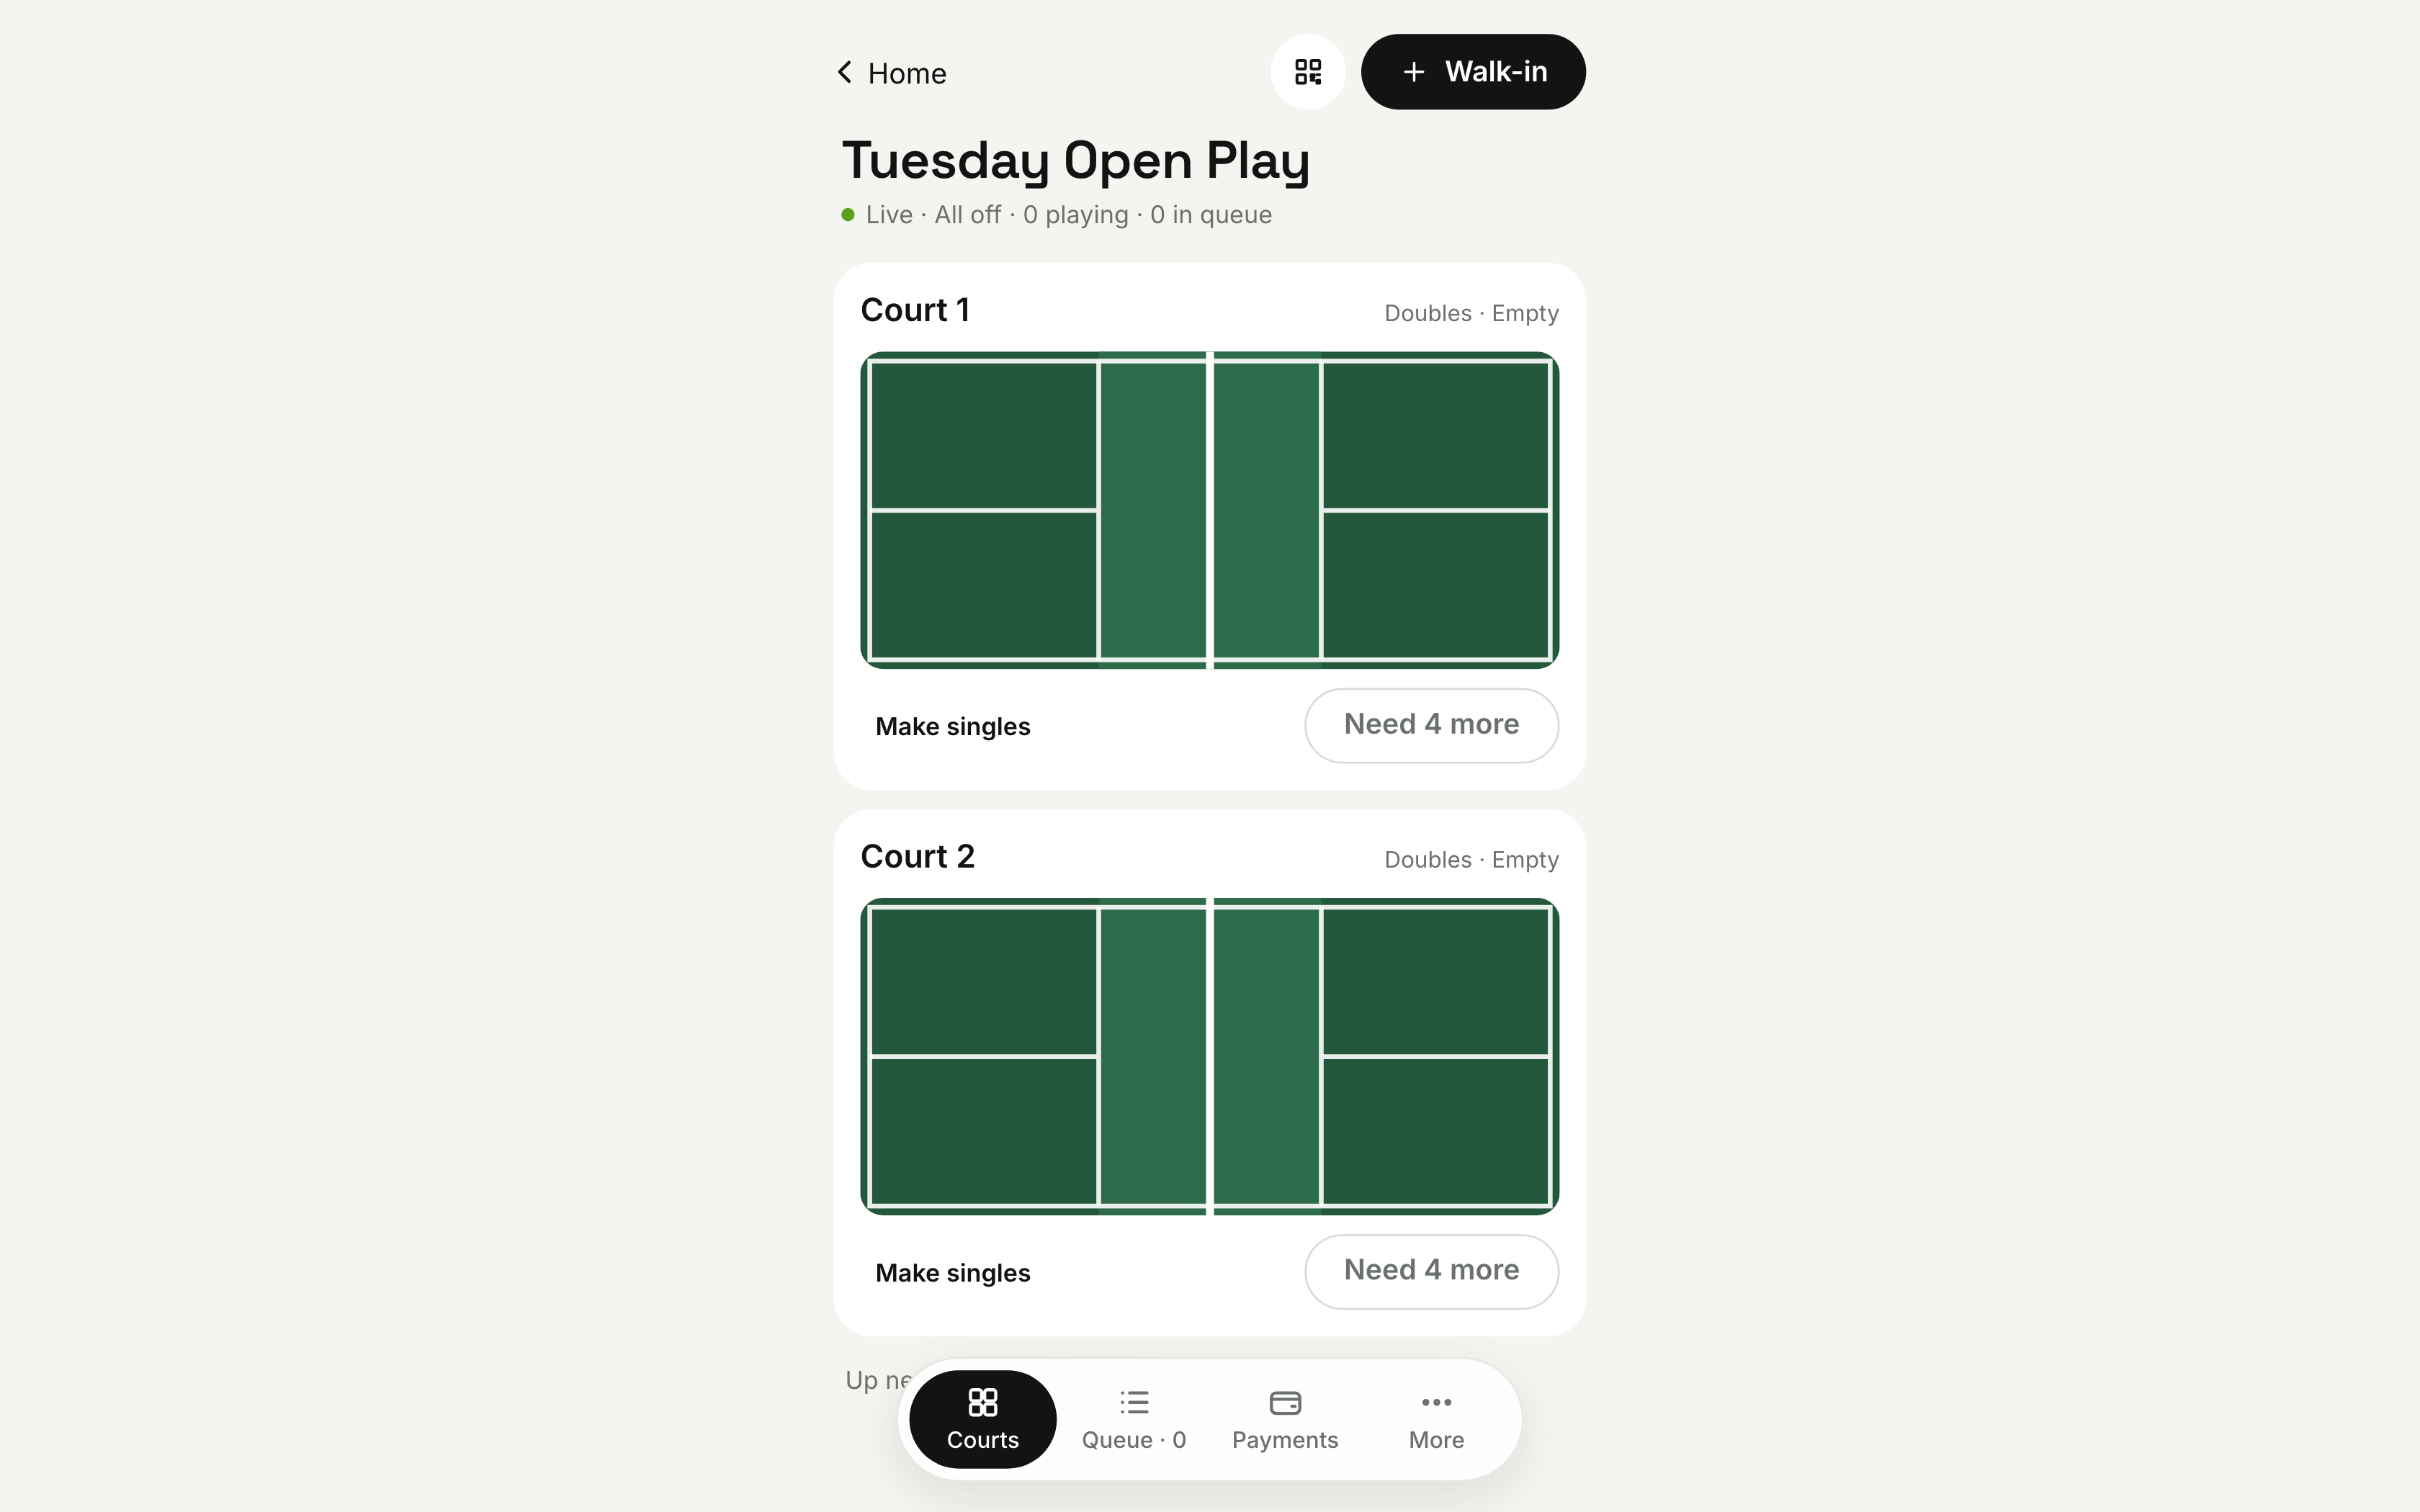 Home
Walk-in
Tuesday Open Play
Live · All off · 0 playing · 0 in queue
Court 1
Doubles · Empty
Make singles
Need 4 more
Court 2
Doubles · Empty
Make singles
Need 4 more
Up
Courts
Queue · 0
Payments
More